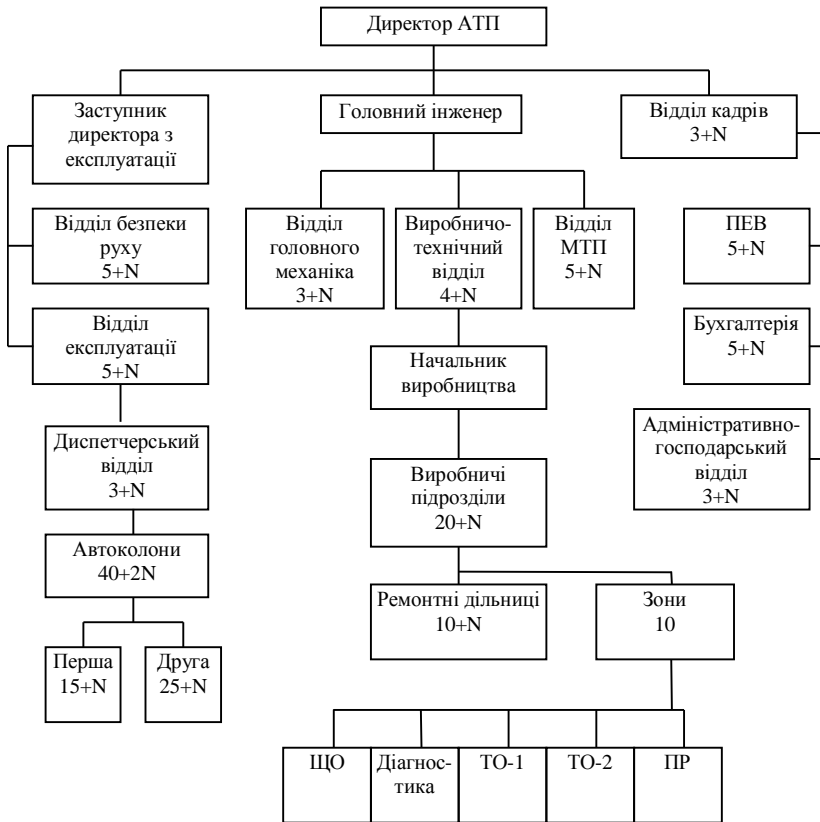 Директор АТП
Заступник
директора з
експлуатації
Головний інженер
Відділ кадрів
3+N
Відділ безпеки
руху
5+N
Відділ
головного
механіка
3+N
Виробничо-
технічний
відділ
4+N
Відділ
МТП
5+N
ПЕВ
5+N
Відділ
експлуатації
5+N
Начальник
виробництва
Бухгалтерія
5+N
Диспетчерський
відділ
3+N
Виробничі
підрозділи
20+N
Адміністративно-
господарський
відділ
3+N
Автоколони
40+2N
Ремонтні дільниці
10+N
Зони
10
Перша
15+N
Друга
25+N
ЩО
Діагнос-
тика
ТО-1
ТО-2
ПР